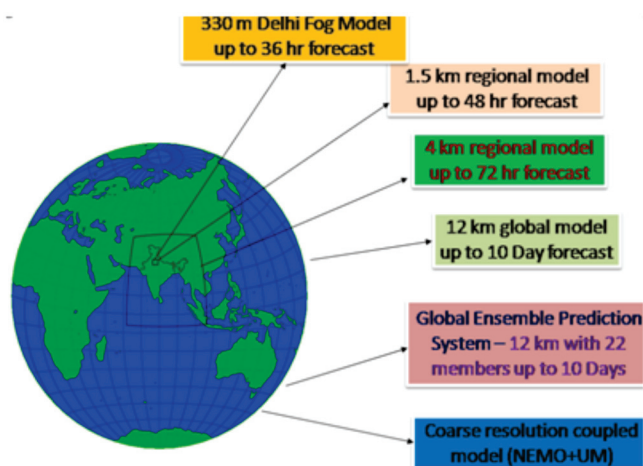 330 m Delhi Fog Model
up to 36 hr forecast
1.5 km regional model
up to 48 hr forecast
4 km regional model
up to 72 hr forecast
12 km global model
up to 10 Day forecast
Global Ensemble Prediction
System – 12 km with 22
members up to 10 Days
Coarse resolution coupled
model (NEMO+UM)